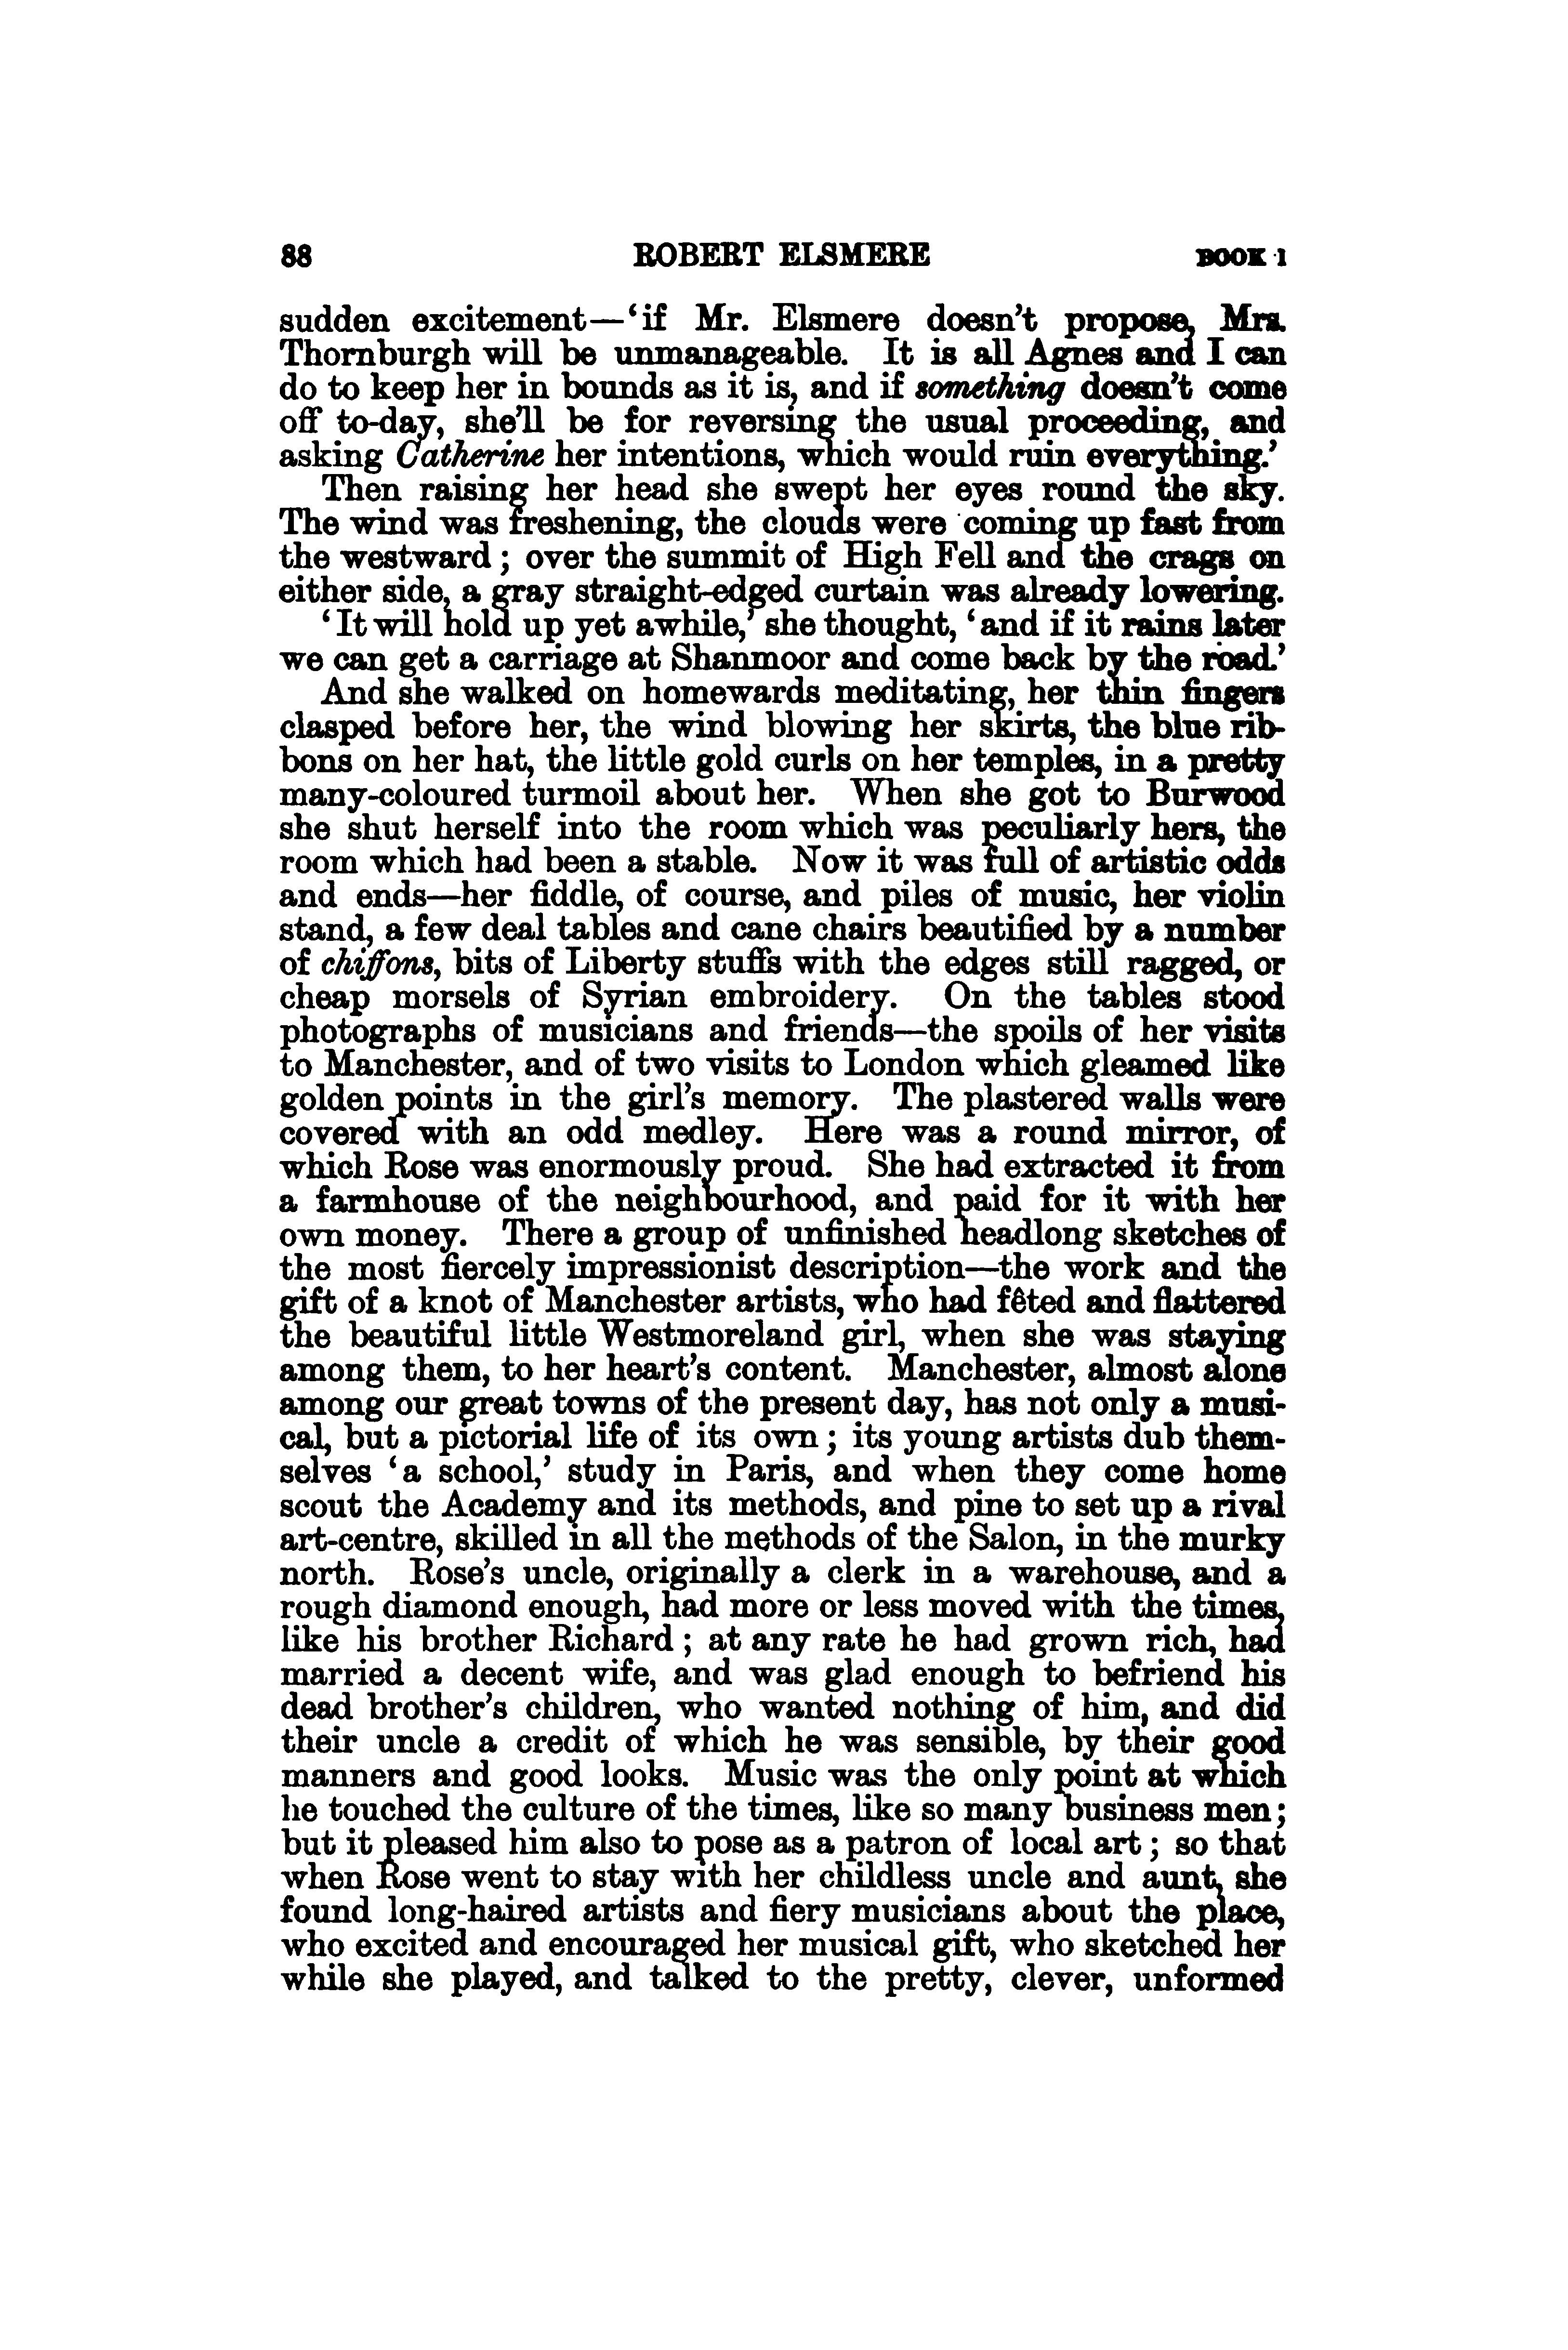 88 ROBERT ELSMERE BOOK I
sudden excitement—‘if Mr. Elsmere doesn’t propose, Mrs.
Thornburgh will be unmanageable. It is all Agnes and I can
do to keep her in bounds as it is, and if something doesn’t come
off to-day, she’ll be for reversing the usual proceeding, and
asking Catherine her intentions, which would ruin everything.’
Then raising her head she swept her eyes round the sky.
The wind was freshening, the clouds were coming up fast from
the westward; over the summit of High Fell and the crags on
either side, a gray straight-edged curtain was already lowering.
‘It will hold up yet awhile,’ she thought, ‘and if it rains later
we can get a carriage at Shanmoor and come back by the road.’
And she walked on homewards meditating, her thin fingers
clasped before her, the wind blowing her skirts, the blue rib-
bons on her hat, the little gold curls on her temples, in a pretty
many-coloured turmoil about her. When she got to Burwood
she shut herself into the room which was peculiarly hers, the
room which had been a stable. Now it was full of artistic odds
and ends—her fiddle, of course, and piles of music, her violin
stand, a few deal tables and cane chairs beautified by a number
of chiffons, bits of Liberty stuffs with the edges still ragged, or
cheap morsels of Syrian embroidery. On the tables stood
photographs of musicians and friends—the spoils of her visits
to Manchester, and of two visits to London which gleamed like
golden points in the girl’s memory. The plastered walls were
covered with an odd medley. Here was a round mirror, of
which Rose was enormously proud. She had extracted it from
a farmhouse of the neighbourhood, and paid for it with her
own money. There a group of unfinished headlong sketches of
the most fiercely impressionist description—the work and the
gift of a knot of Manchester artists, who had fêted and flattered
the beautiful little Westmoreland girl, when she was staying
among them, to her heart’s content. Manchester, almost alone
among our great towns of the present day, has not only a musi-
cal, but a pictorial life of its own; its young artists dub them-
selves ‘a school,’ study in Paris, and when they come home
scout the Academy and its methods, and pine to set up a rival
art-centre, skilled in all the methods of the Salon, in the murky
north. Rose’s uncle, originally a clerk in a warehouse, and a
rough diamond enough, had more or less moved with the times,
like his brother Richard; at any rate he had grown rich, had
married a decent wife, and was glad enough to befriend his
dead brother’s children, who wanted nothing of him, and did
their uncle a credit of which he was sensible, by their good
manners and good looks. Music was the only point at which
he touched the culture of the times, like so many business men;
but it pleased him also to pose as a patron of local art; so that
when Rose went to stay with her childless uncle and aunt, she
found long-haired artists and fiery musicians about the place,
who excited and encouraged her musical gift, who sketched her
while she played, and talked to the pretty, clever, unformed